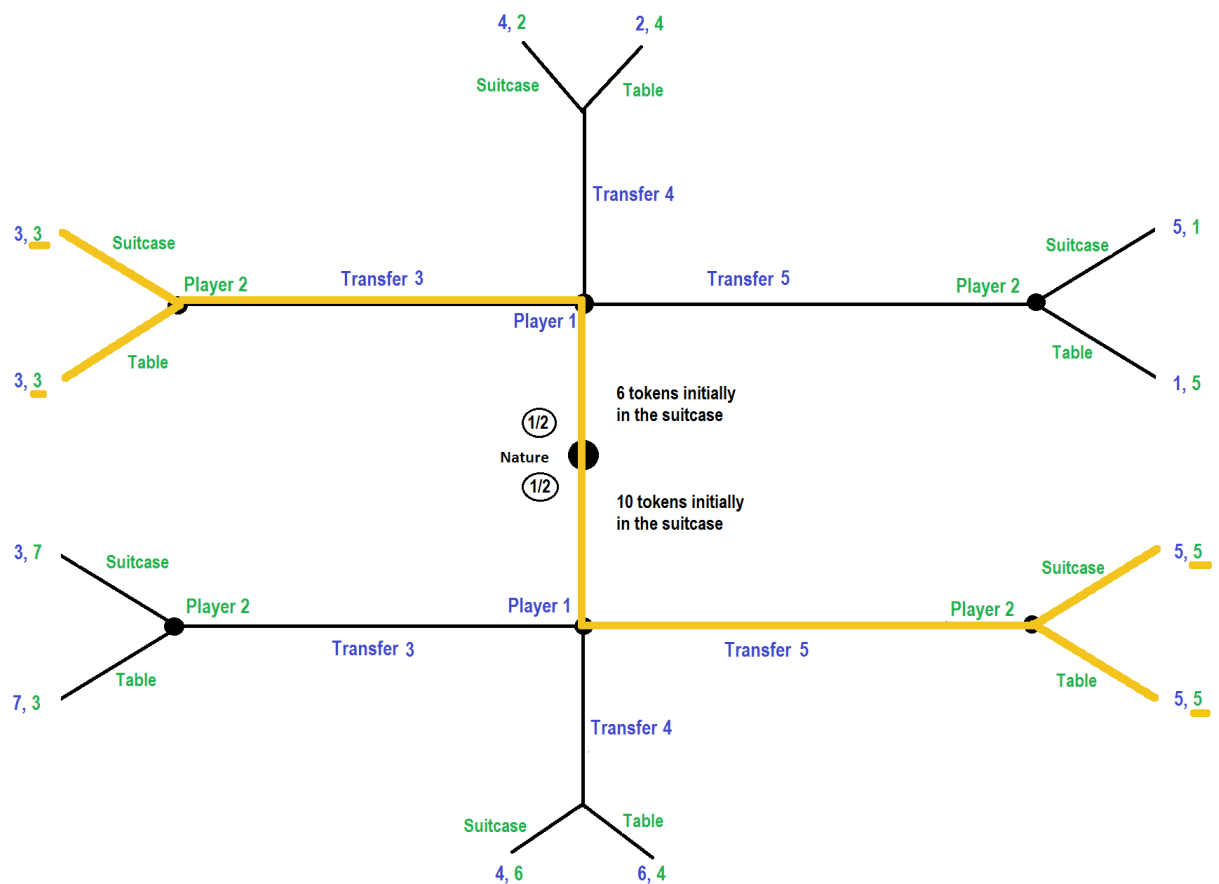 4, 2
2, 4
Suitcase
Table
Transfer 4
3, 3
Suitcase
5, 1
Suitcase
Player 2
Transfer 3
Transfer 5
Player 2
Player 1
Table
Table
3, 3
1, 5
6 tokens initially
in the suitcase
1/2
Nature
1/2
10 tokens initially
in the suitcase
3, 7
Suitcase
5, 5
Suitcase
Player 2
Player 1
Player 2
Transfer 3
Transfer 5
Table
Table
7, 3
5, 5
Transfer 4
Suitcase
Table
4, 6
6, 4